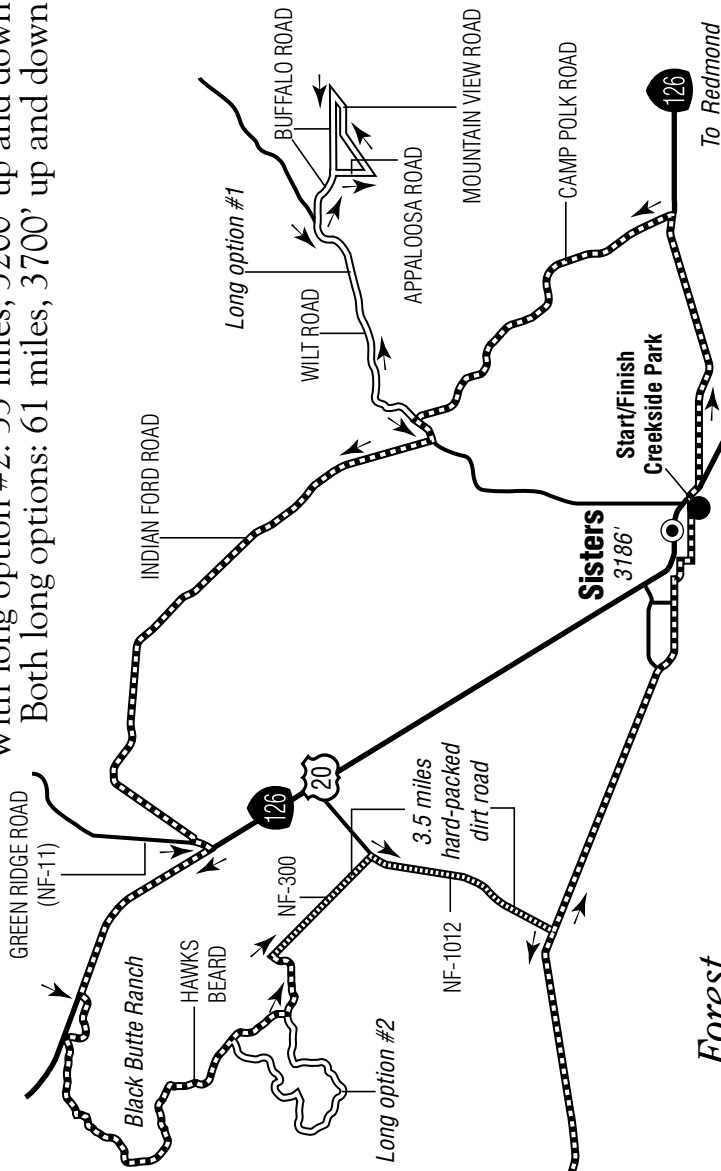 with long option #2: miles, up and down
Both long options: 61 miles, 3700’ up and down
GREEN RIDGE ROAD
(NF-11)
INDIAN FORD ROAD
Long option #1
WILT ROAD
BUFFALO ROAD
APPALOOSA ROAD
MOUNTAIN VIEW ROAD
CAMP POLK ROAD
Black Butte Ranch
HAWKS
BEARD
NF-300
126
20
3.5 miles
hard-packed
dirt road
NF-1012
Long option #2
Sisters
3186'
Start/Finish
Creekside Park
126
To Redmond
Forest